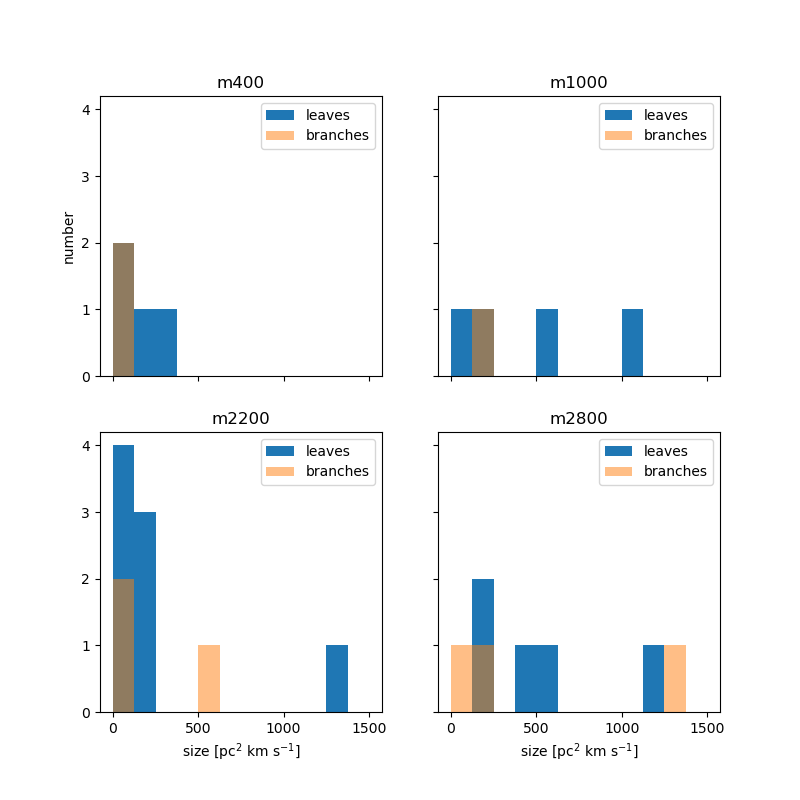 m400
leaves
branches
4
3
2
1
0
number
m1000
leaves
branches
m2200
leaves
branches
4
3
2
1
0
0 500 1000 1500
size [pc² km s⁻¹]
m2800
leaves
branches
0 500 1000 1500
size [pc² km s⁻¹]